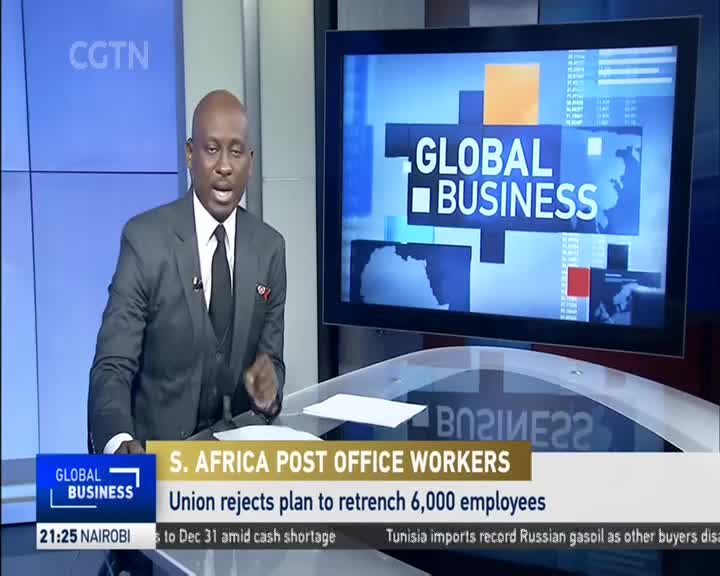 CGTN
GLOBAL
BUSINESS
BUSINESS
S. AFRICA POST OFFICE WORKERS
GLOBAL
BUSINESS
Union rejects plan to retrench 6,000 employees
21:25 NAIROBI
s to Dec 31 amid cash shortage
Tunisia imports record Russian gasoil as other buyers disa